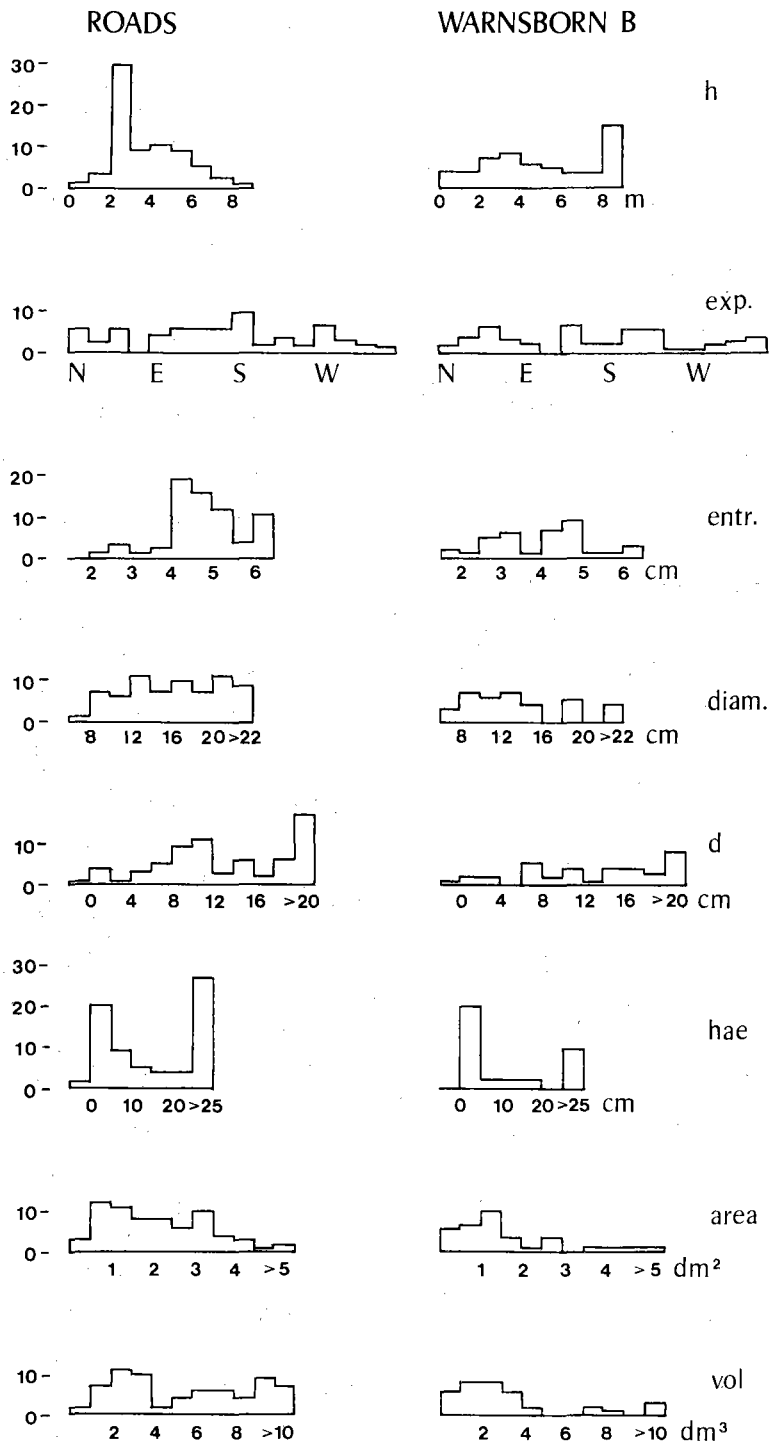 ROADS WARNSBORN B
30
20
10
0
0 2 4 6 8 0 2 4 6 8 m
h
10
0
N E S W N E S W
exp.
20
10
0
2 3 4 5 6 2 3 4 5 6 cm
entr.
10
0
8 12 16 20 >22 8 12 16 20 >22 cm
diam.
10
0
0 4 8 12 16 >20 0 4 8 12 16 >20 cm
d
30
20
10
0
0 10 20 >25 0 10 20 >25 cm
hae
10
0
1 2 3 4 >5 1 2 3 4 >5 dm²
area
10
0
2 4 6 8 >10 2 4 6 8 >10 dm³
vol